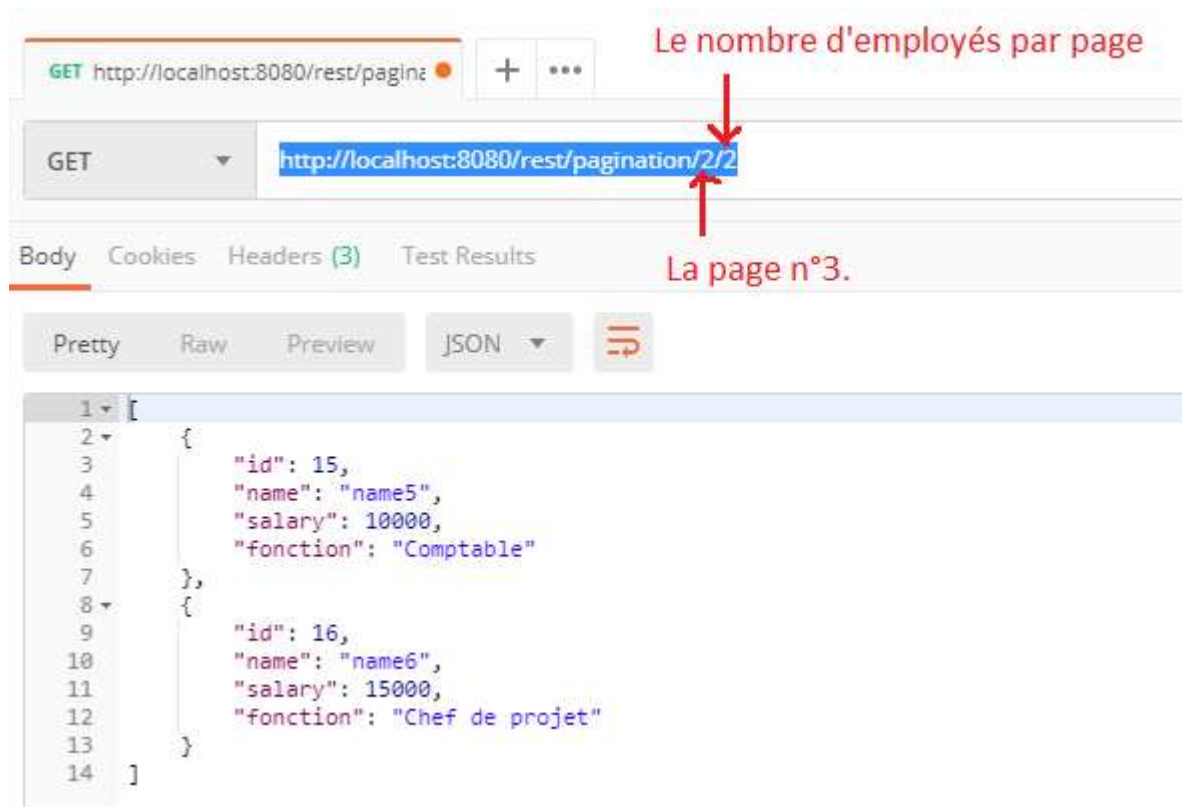 Le nombre d'employés par page
GET http://localhost:8080/rest/pagina + •••
GET http://localhost:8080/rest/pagination/2/2
Body Cookies Headers (3) Test Results
La page n°3.
Pretty Raw Preview JSON
1 [
2 {
3 "id": 15,
4 "name": "name5",
5 "salary": 10000,
6 "fonction": "Comptable"
7 },
8 {
9 "id": 16,
10 "name": "name6",
11 "salary": 15000,
12 "fonction": "Chef de projet"
13 }
14 ]